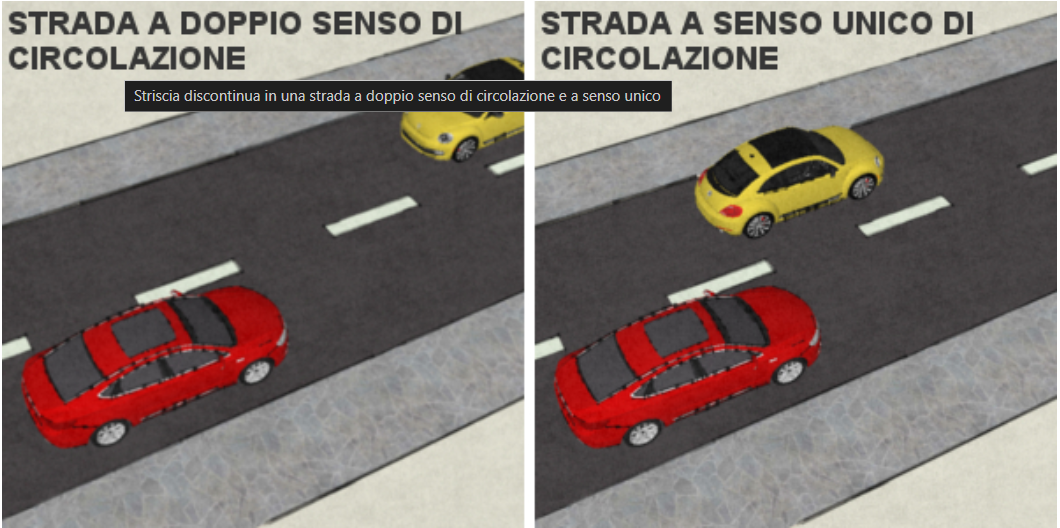 STRADA A DOPPIO SENSO DI
CIRCOLAZIONE
STRADA A SENSO UNICO DI
CIRCOLAZIONE
Striscia discontinua in una strada a doppio senso di circolazione e a senso unico